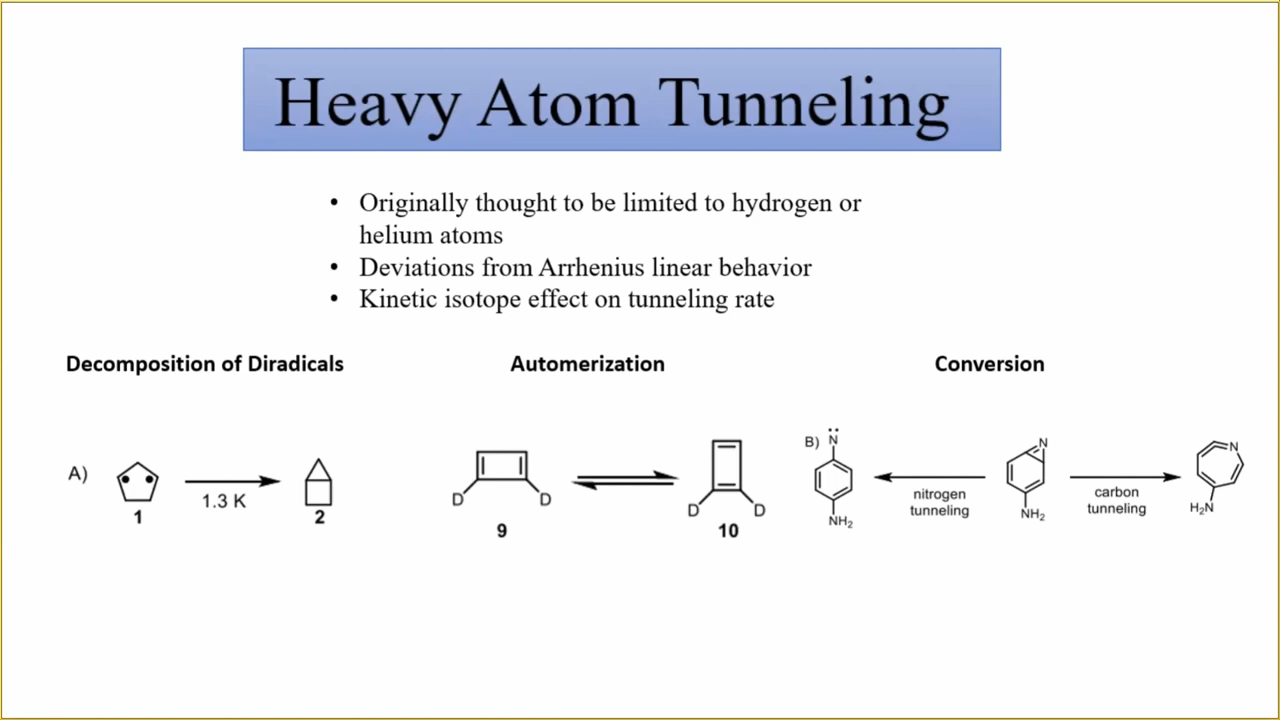 Heavy Atom Tunneling
• Originally thought to be limited to hydrogen or
helium atoms
• Deviations from Arrhenius linear behavior
• Kinetic isotope effect on tunneling rate
Decomposition of Diradicals
A)
1.3 K
1
2
Automerization
D
D
9
D
D
10
Conversion
B)
N
NH₂
nitrogen
tunneling
N
NH₂
carbon
tunneling
N
H₂N